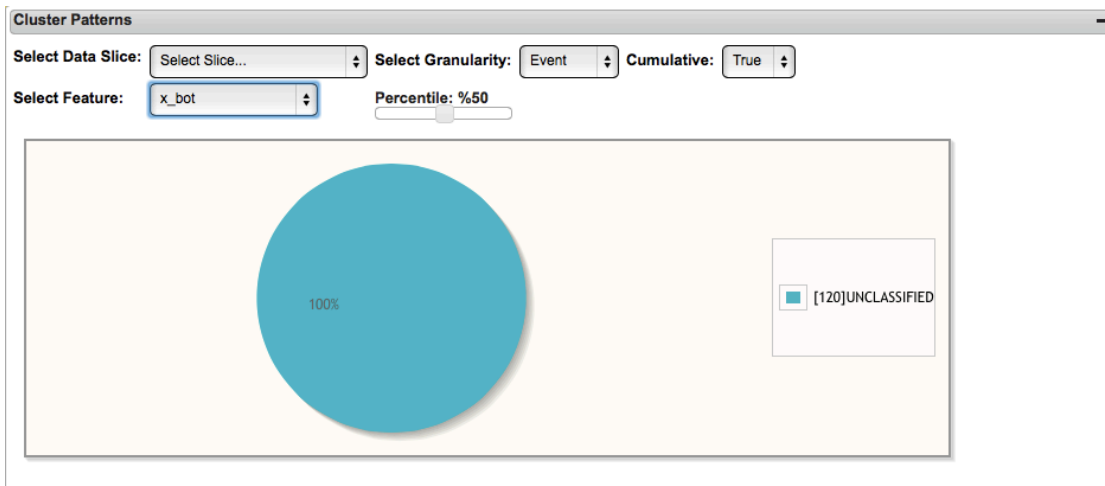 Cluster Patterns
Select Data Slice: Select Slice... Select Granularity: Event Cumulative: True
Select Feature: x_bot Percentile: %50
100%
[120]UNCLASSIFIED